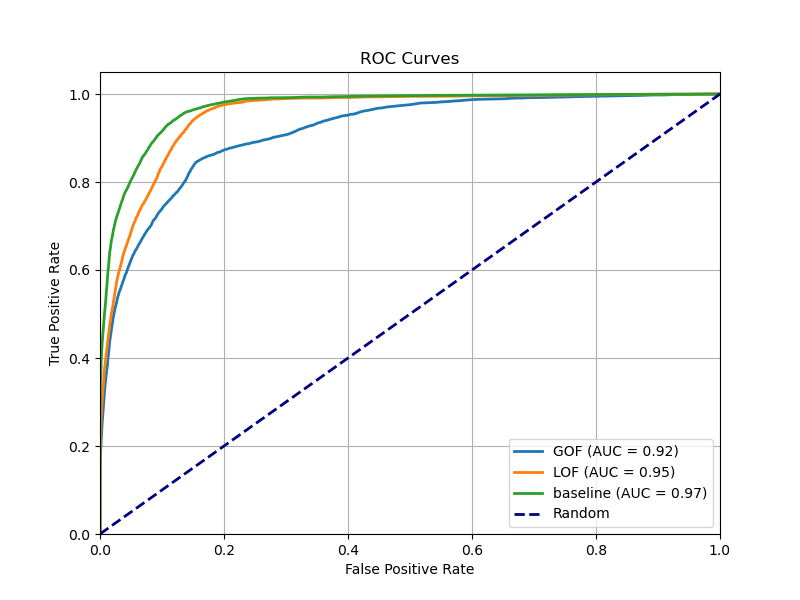 ROC Curves
True Positive Rate
1.0
0.8
0.6
0.4
0.2
0.0
0.0 0.2 0.4 0.6 0.8 1.0
False Positive Rate
GOF (AUC = 0.92)
LOF (AUC = 0.95)
baseline (AUC = 0.97)
Random